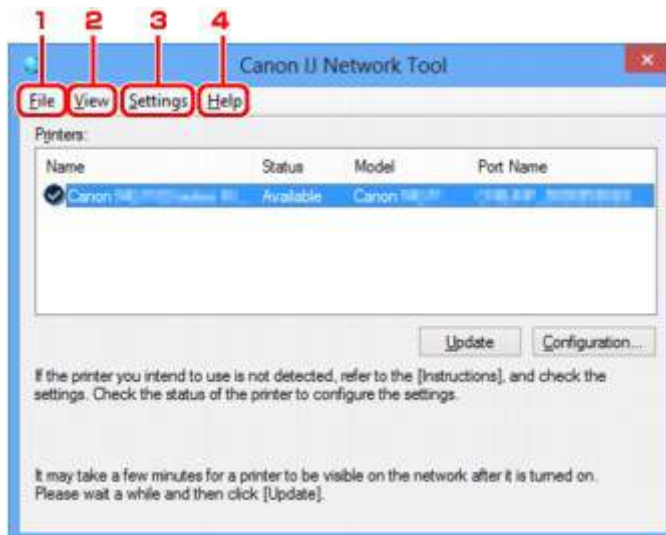 1 2 3 4
Canon IJ Network Tool
File View Settings Help
Printers:
Name Status Model Port Name
Canon Available Canon
Update Configuration...
If the printer you intend to use is not detected, refer to the [Instructions], and check the
settings. Check the status of the printer to configure the settings.
It may take a few minutes for a printer to be visible on the network after it is turned on.
Please wait a while and then click [Update].